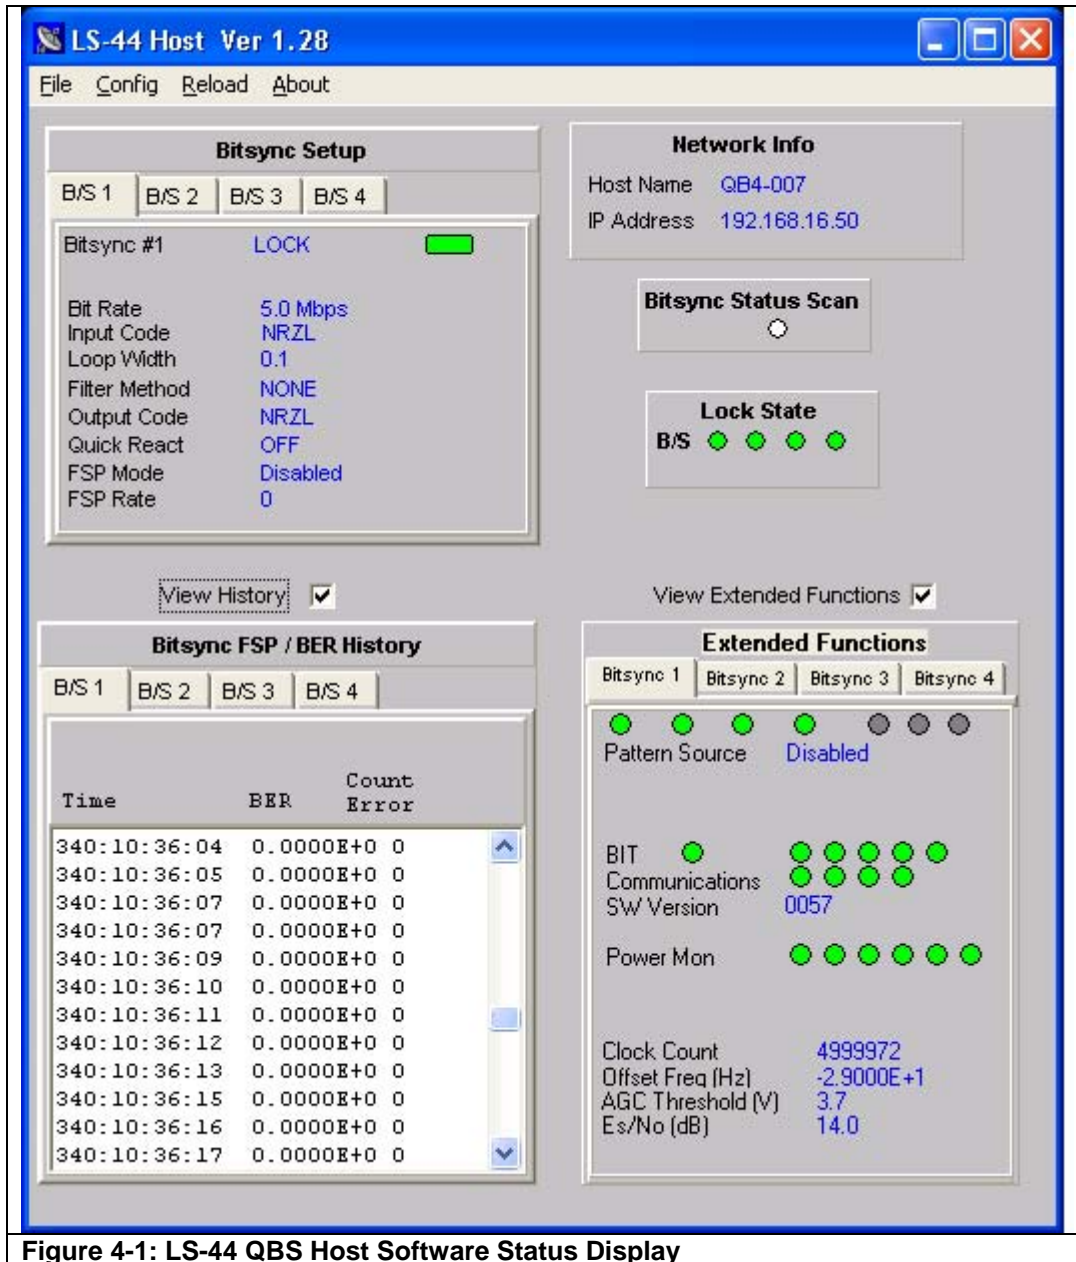 LS-44 Host Ver 1.28
File Config Reload About
Bitsync Setup
B/S 1 B/S 2 B/S 3 B/S 4
Bitsync #1 LOCK
Bit Rate 5.0 Mbps
Input Code NRZL
Loop Width 0.1
Filter Method NONE
Output Code NRZL
Quick React OFF
FSP Mode Disabled
FSP Rate 0
Network Info
Host Name QB4-007
IP Address 192.168.16.50
Bitsync Status Scan
Lock State
B/S
View History
View Extended Functions
Bitsync FSP / BER History
B/S 1 B/S 2 B/S 3 B/S 4
Time BER Count Error
340:10:36:04 0.0000E+0 0
340:10:36:05 0.0000E+0 0
340:10:36:07 0.0000E+0 0
340:10:36:07 0.0000E+0 0
340:10:36:09 0.0000E+0 0
340:10:36:10 0.0000E+0 0
340:10:36:11 0.0000E+0 0
340:10:36:12 0.0000E+0 0
340:10:36:13 0.0000E+0 0
340:10:36:15 0.0000E+0 0
340:10:36:16 0.0000E+0 0
340:10:36:17 0.0000E+0 0
Extended Functions
Bitsync 1 Bitsync 2 Bitsync 3 Bitsync 4
Pattern Source Disabled
BIT
Communications
SW Version 0057
Power Mon
Clock Count 4999972
Offset Freq (Hz) -2.9000E+1
AGC Threshold (V) 3.7
Es/No (dB) 14.0
Figure 4-1: LS-44 QBS Host Software Status Display